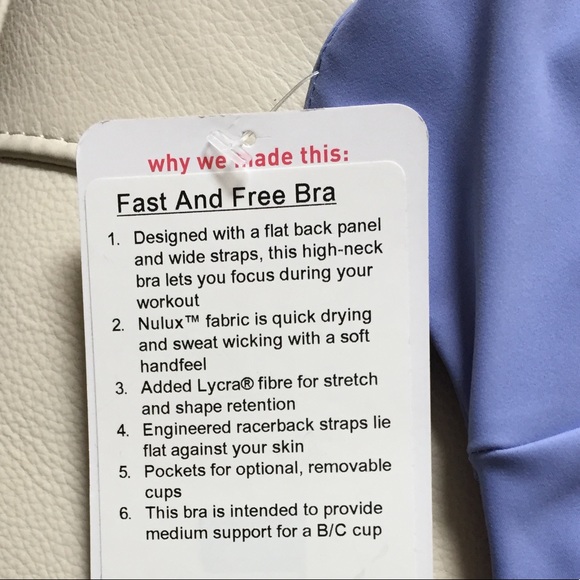 why we made this:
Fast And Free Bra
1. Designed with a flat back panel
and wide straps, this high-neck
bra lets you focus during your
workout
2. Nulux™ fabric is quick drying
and sweat wicking with a soft
handfeel
3. Added Lycra® fibre for stretch
and shape retention
4. Engineered racerback straps lie
flat against your skin
5. Pockets for optional, removable
cups
6. This bra is intended to provide
medium support for a B/C cup